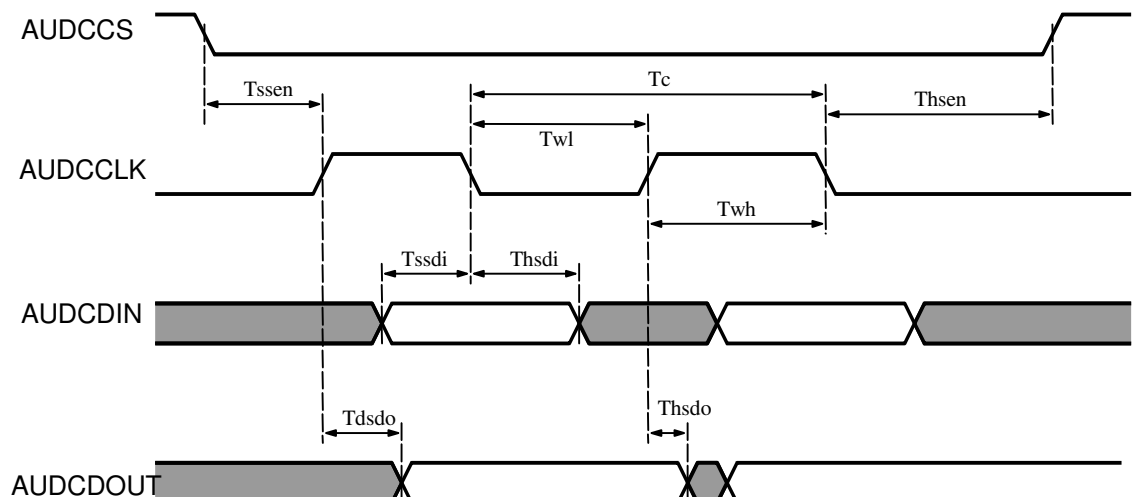 AUDCCS
Tssen
Tc
Thsen
Twl
AUDCCLK
Twh
Tssdi
Thsdi
AUDCDIN
Tdsdo
Thsdo
AUDCDOUT